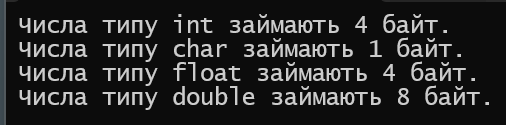 Числа типу int займають 4 байт.
Числа типу char займають 1 байт.
Числа типу float займають 4 байт.
Числа типу double займають 8 байт.